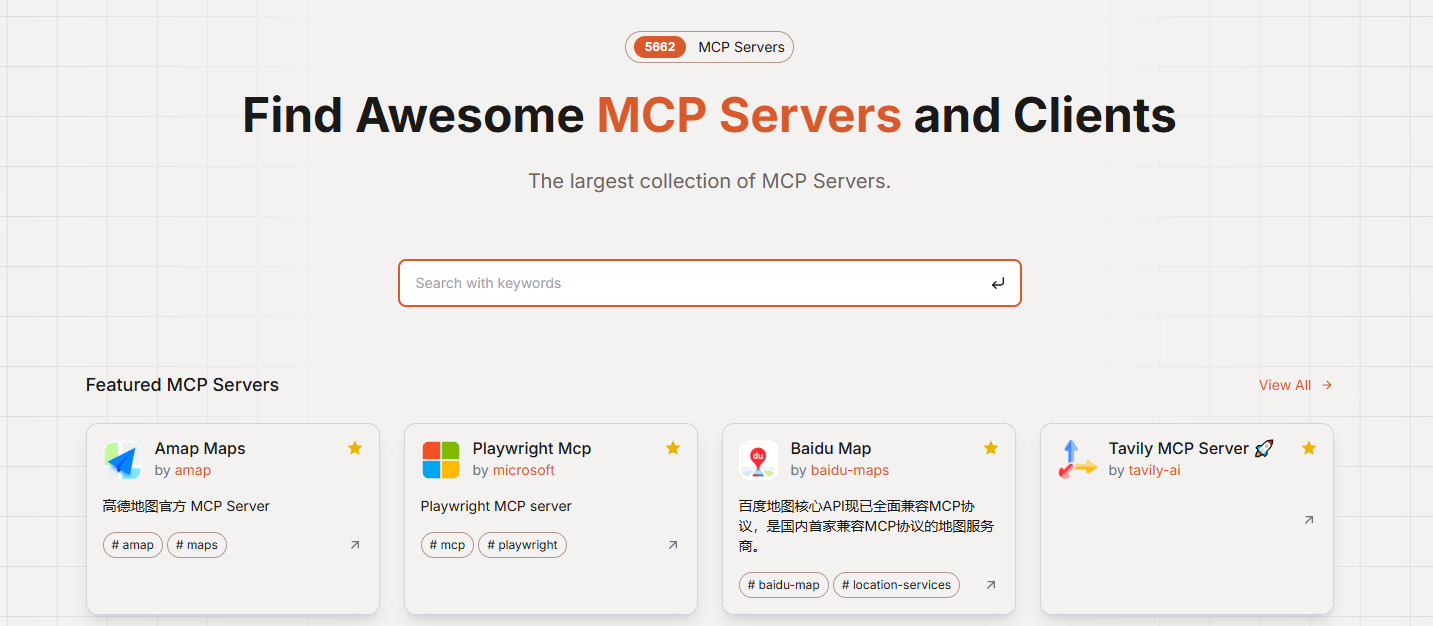 5662 MCP Servers
Find Awesome MCP Servers and Clients
The largest collection of MCP Servers.
Search with keywords
Featured MCP Servers
View All
Amap Maps
by amap
高德地图官方 MCP Server
# amap # maps
Playwright Mcp
by microsoft
Playwright MCP server
# mcp # playwright
du
Baidu Map
by baidu-maps
百度地图核心API现已全面兼容MCP协
议，是国内首家兼容MCP协议的地图服务
商。
# baidu-map # location-services
Tavily MCP Server 🚀
by tavily-ai